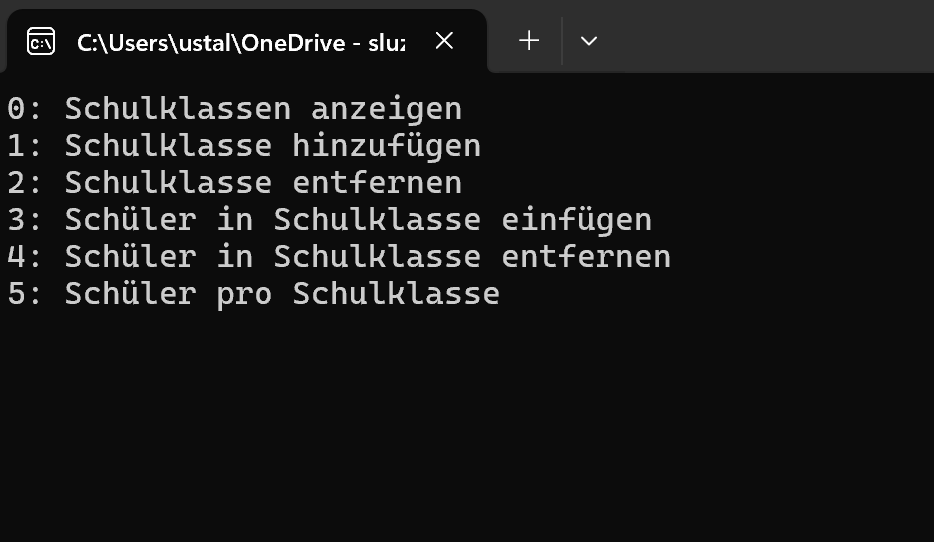 C:\Users\ustal\OneDrive - sluz
0: Schulklassen anzeigen
1: Schulklasse hinzufügen
2: Schulklasse entfernen
3: Schüler in Schulklasse einfügen
4: Schüler in Schulklasse entfernen
5: Schüler pro Schulklasse